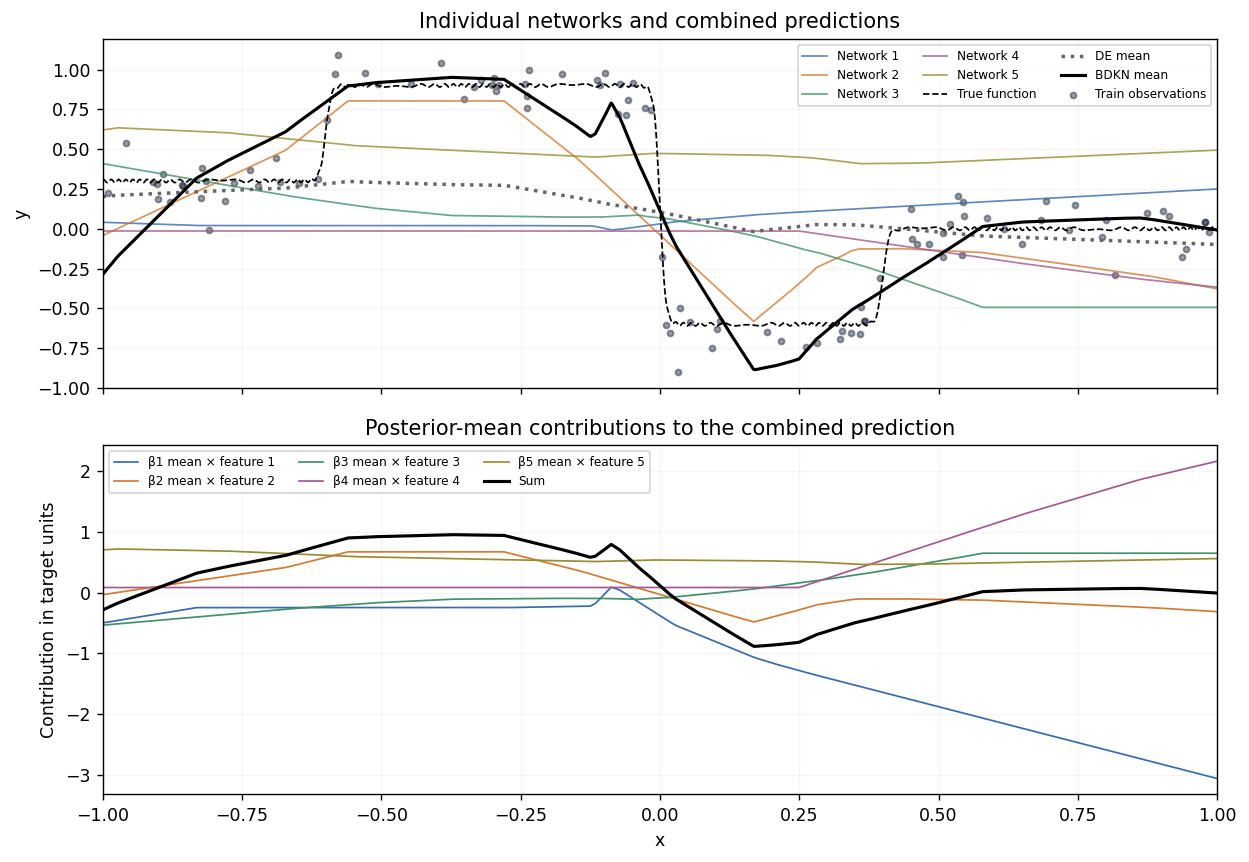 Individual networks and combined predictions
1.00
0.75
0.50
0.25
0.00
−0.25
−0.50
−0.75
−1.00
y
Network 1
Network 2
Network 3
Network 4
Network 5
True function
DE mean
BDKN mean
Train observations
Posterior-mean contributions to the combined prediction
2
1
0
−1
−2
−3
Contribution in target units
β1 mean × feature 1
β2 mean × feature 2
β3 mean × feature 3
β4 mean × feature 4
β5 mean × feature 5
Sum
−1.00 −0.75 −0.50 −0.25 0.00 0.25 0.50 0.75 1.00
x